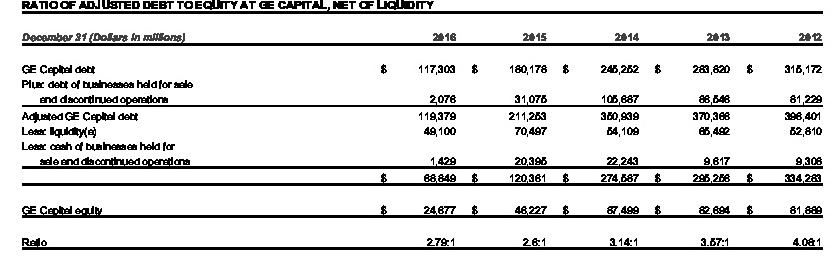 RATIO OF ADJUSTED DEBT TO EQUITY AT GE CAPITAL, NET OF LIQUIDITY
December 31 (Dollars in millions) 2016 2015 2014 2013 2012
GE Capital debt $ 117,303 $ 180,178 $ 245,252 $ 283,820 $ 315,172
Plus: debt of businesses held for sale
and discontinued operations 2,076 31,075 105,687 86,546 81,229
Adjusted GE Capital debt 119,379 211,253 350,939 370,366 396,401
Less: liquidity(a) 49,100 70,497 54,109 65,492 52,810
Less: cash of businesses held for
sale and discontinued operations 1,429 20,395 22,243 9,617 9,308
$ 68,849 $ 120,361 $ 274,587 $ 295,256 $ 334,283
GE Capital equity $ 24,677 $ 46,227 $ 87,499 $ 82,694 $ 81,889
Ratio 2.79:1 2.6:1 3.14:1 3.57:1 4.08:1